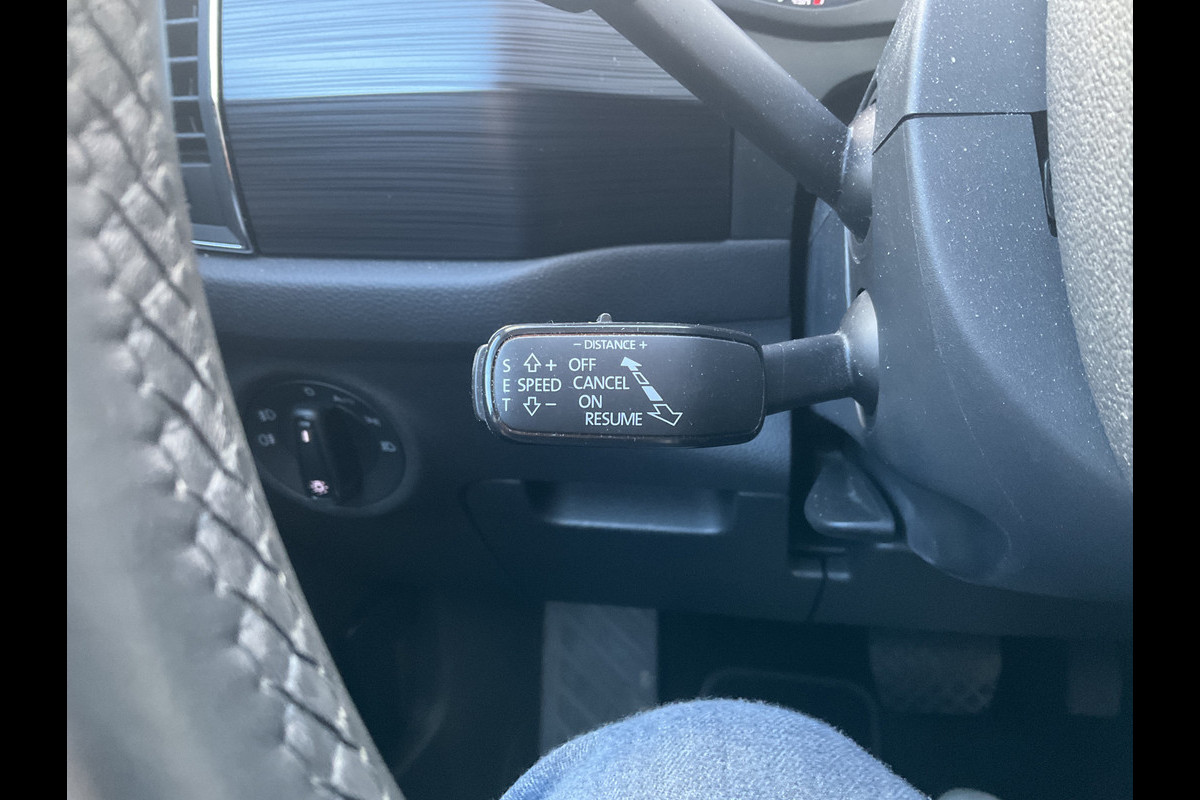 − DISTANCE +
S + OFF
E SPEED CANCEL
T − ON
RESUME